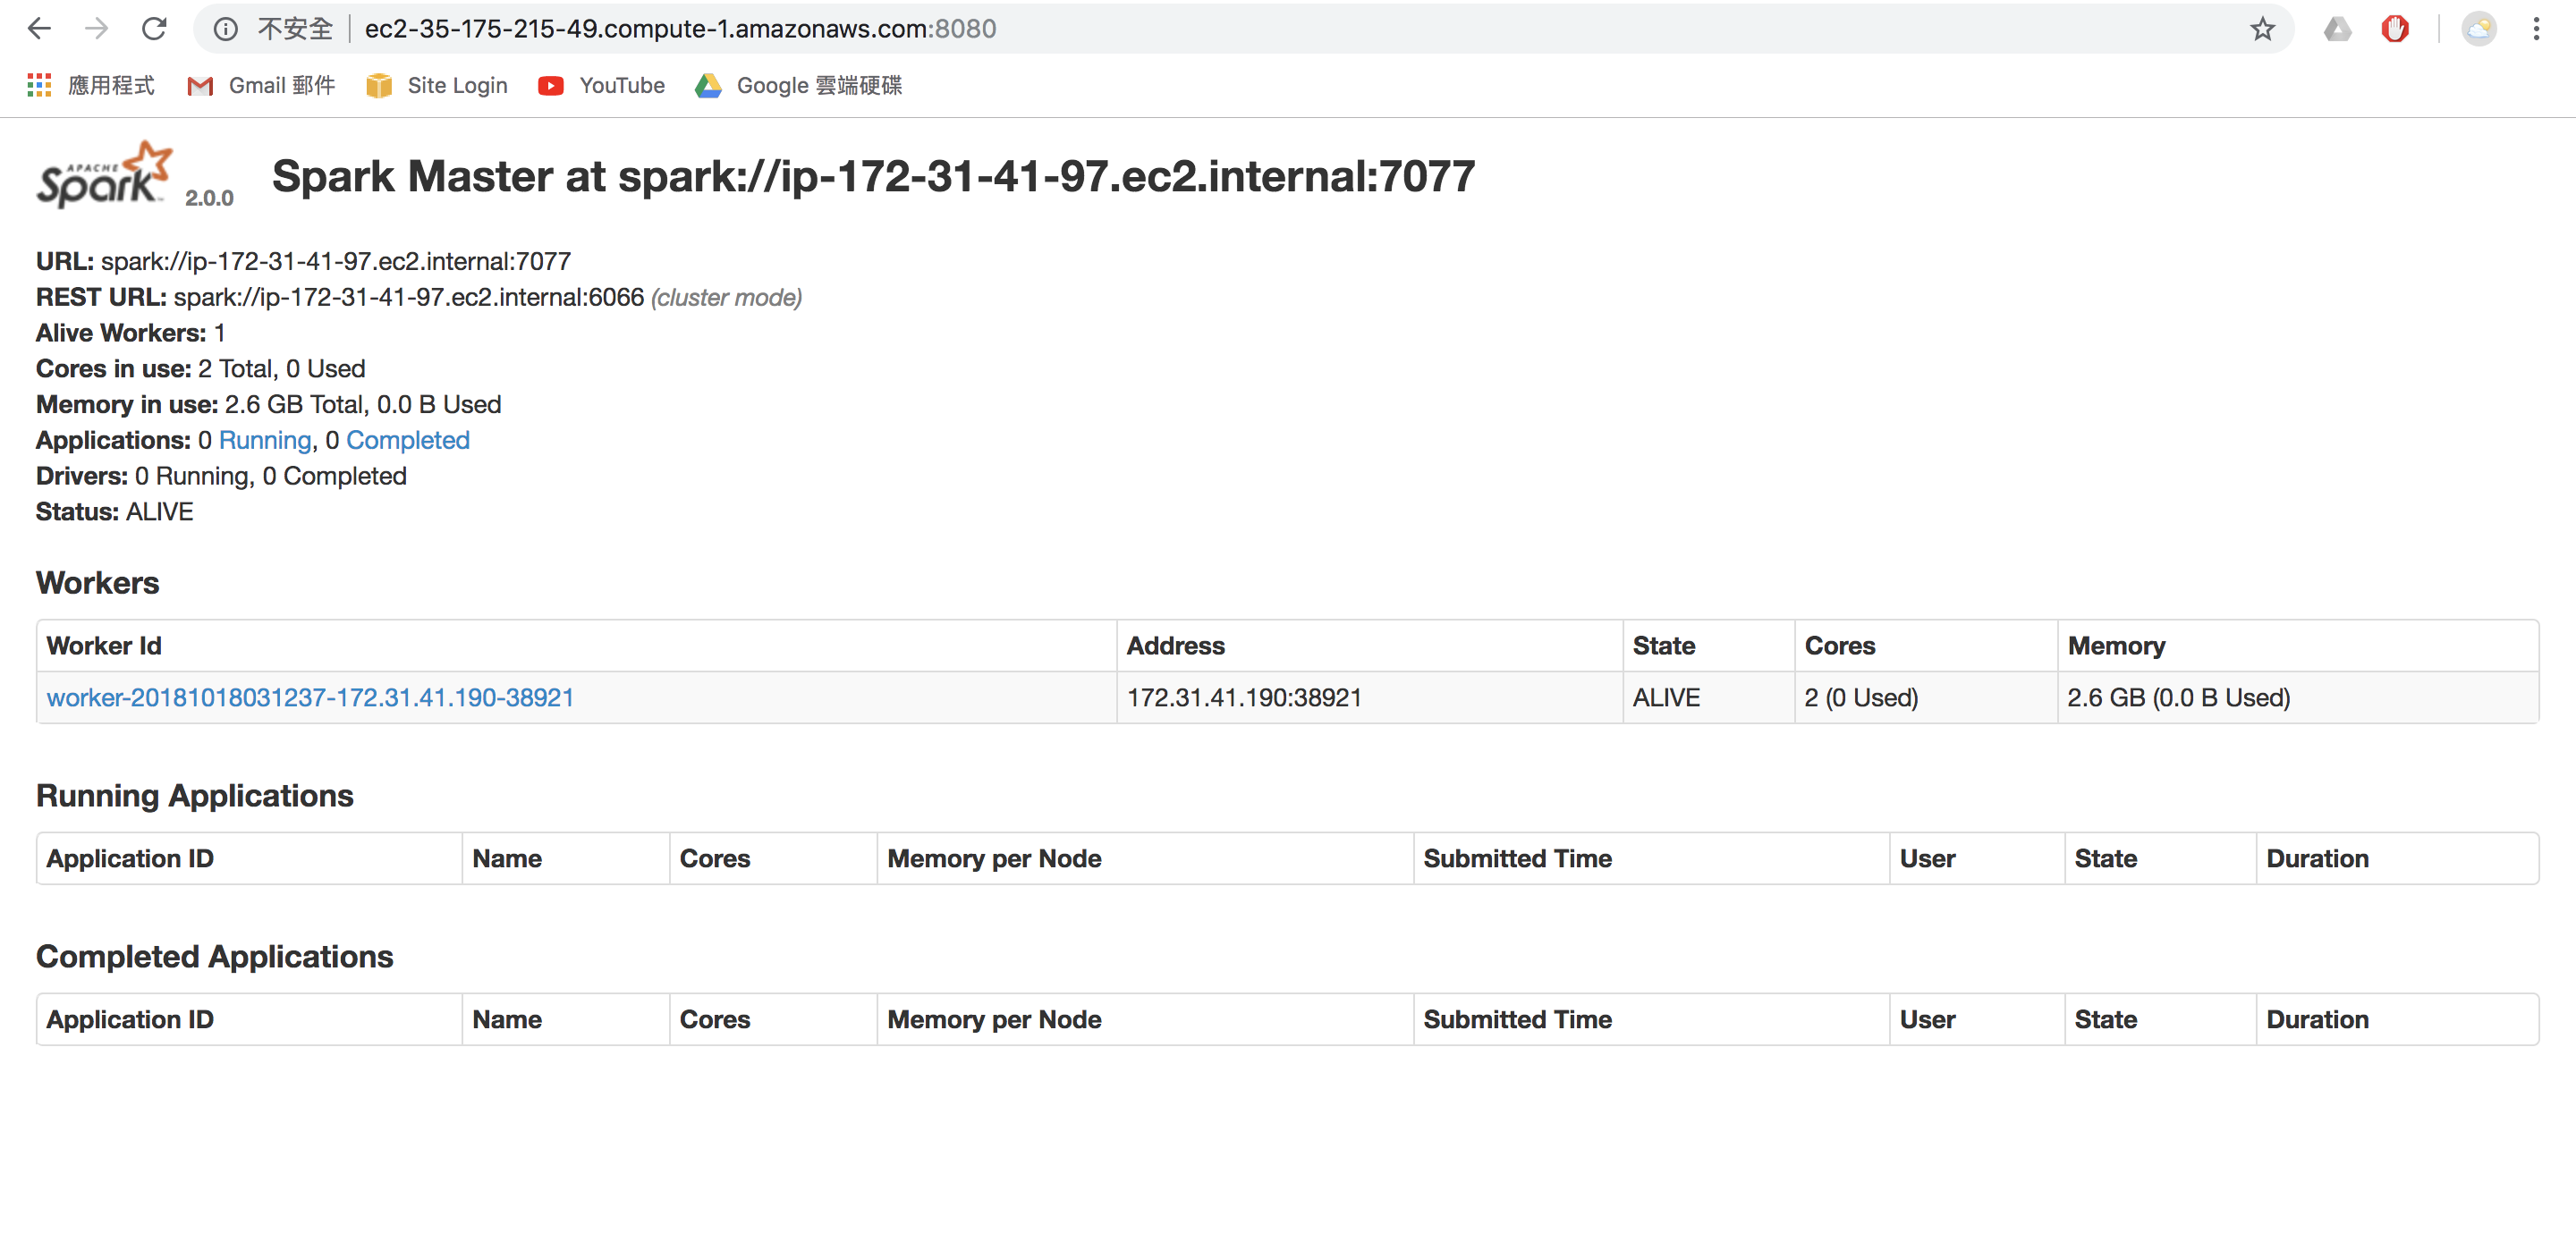 不安全 ec2-35-175-215-49.compute-1.amazonaws.com:8080
應用程式 Gmail 郵件 Site Login YouTube Google 雲端硬碟
APACHE Spark™ 2.0.0 Spark Master at spark://ip-172-31-41-97.ec2.internal:7077
URL: spark://ip-172-31-41-97.ec2.internal:7077
REST URL: spark://ip-172-31-41-97.ec2.internal:6066 (cluster mode)
Alive Workers: 1
Cores in use: 2 Total, 0 Used
Memory in use: 2.6 GB Total, 0.0 B Used
Applications: 0 Running, 0 Completed
Drivers: 0 Running, 0 Completed
Status: ALIVE
Workers
Worker Id Address State Cores Memory
worker-20181018031237-172.31.41.190-38921 172.31.41.190:38921 ALIVE 2 (0 Used) 2.6 GB (0.0 B Used)
Running Applications
Application ID Name Cores Memory per Node Submitted Time User State Duration
Completed Applications
Application ID Name Cores Memory per Node Submitted Time User State Duration